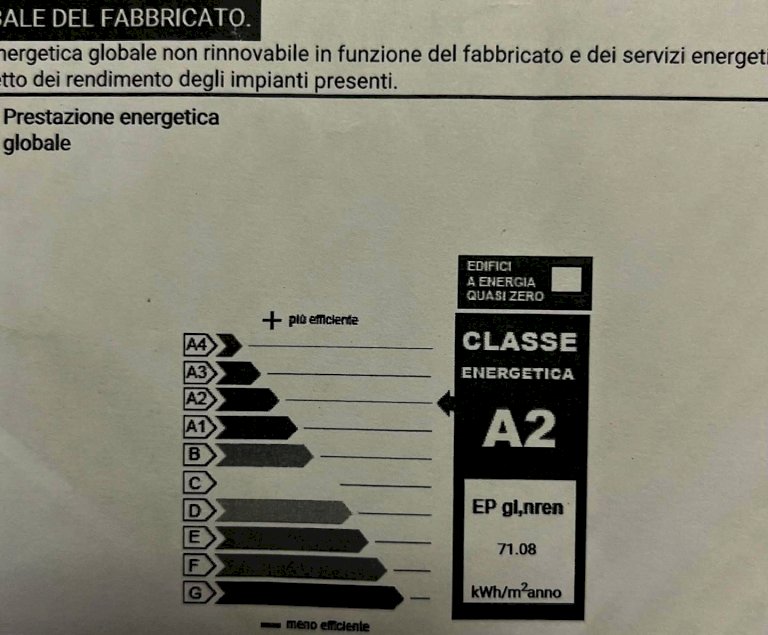 BALE DEL FABBRICATO.
nergetica globale non rinnovabile in funzione del fabbricato e dei servizi energeti
etto dei rendimento degli impianti presenti.
Prestazione energetica
globale
EDIFICI
A ENERGIA
QUASI ZERO
+ più efficiente
CLASSE
ENERGETICA
A2
A4
A3
A2
A1
B
C
D
E
F
G
EP gl,nren
71.08
kWh/m²anno
— meno efficiente